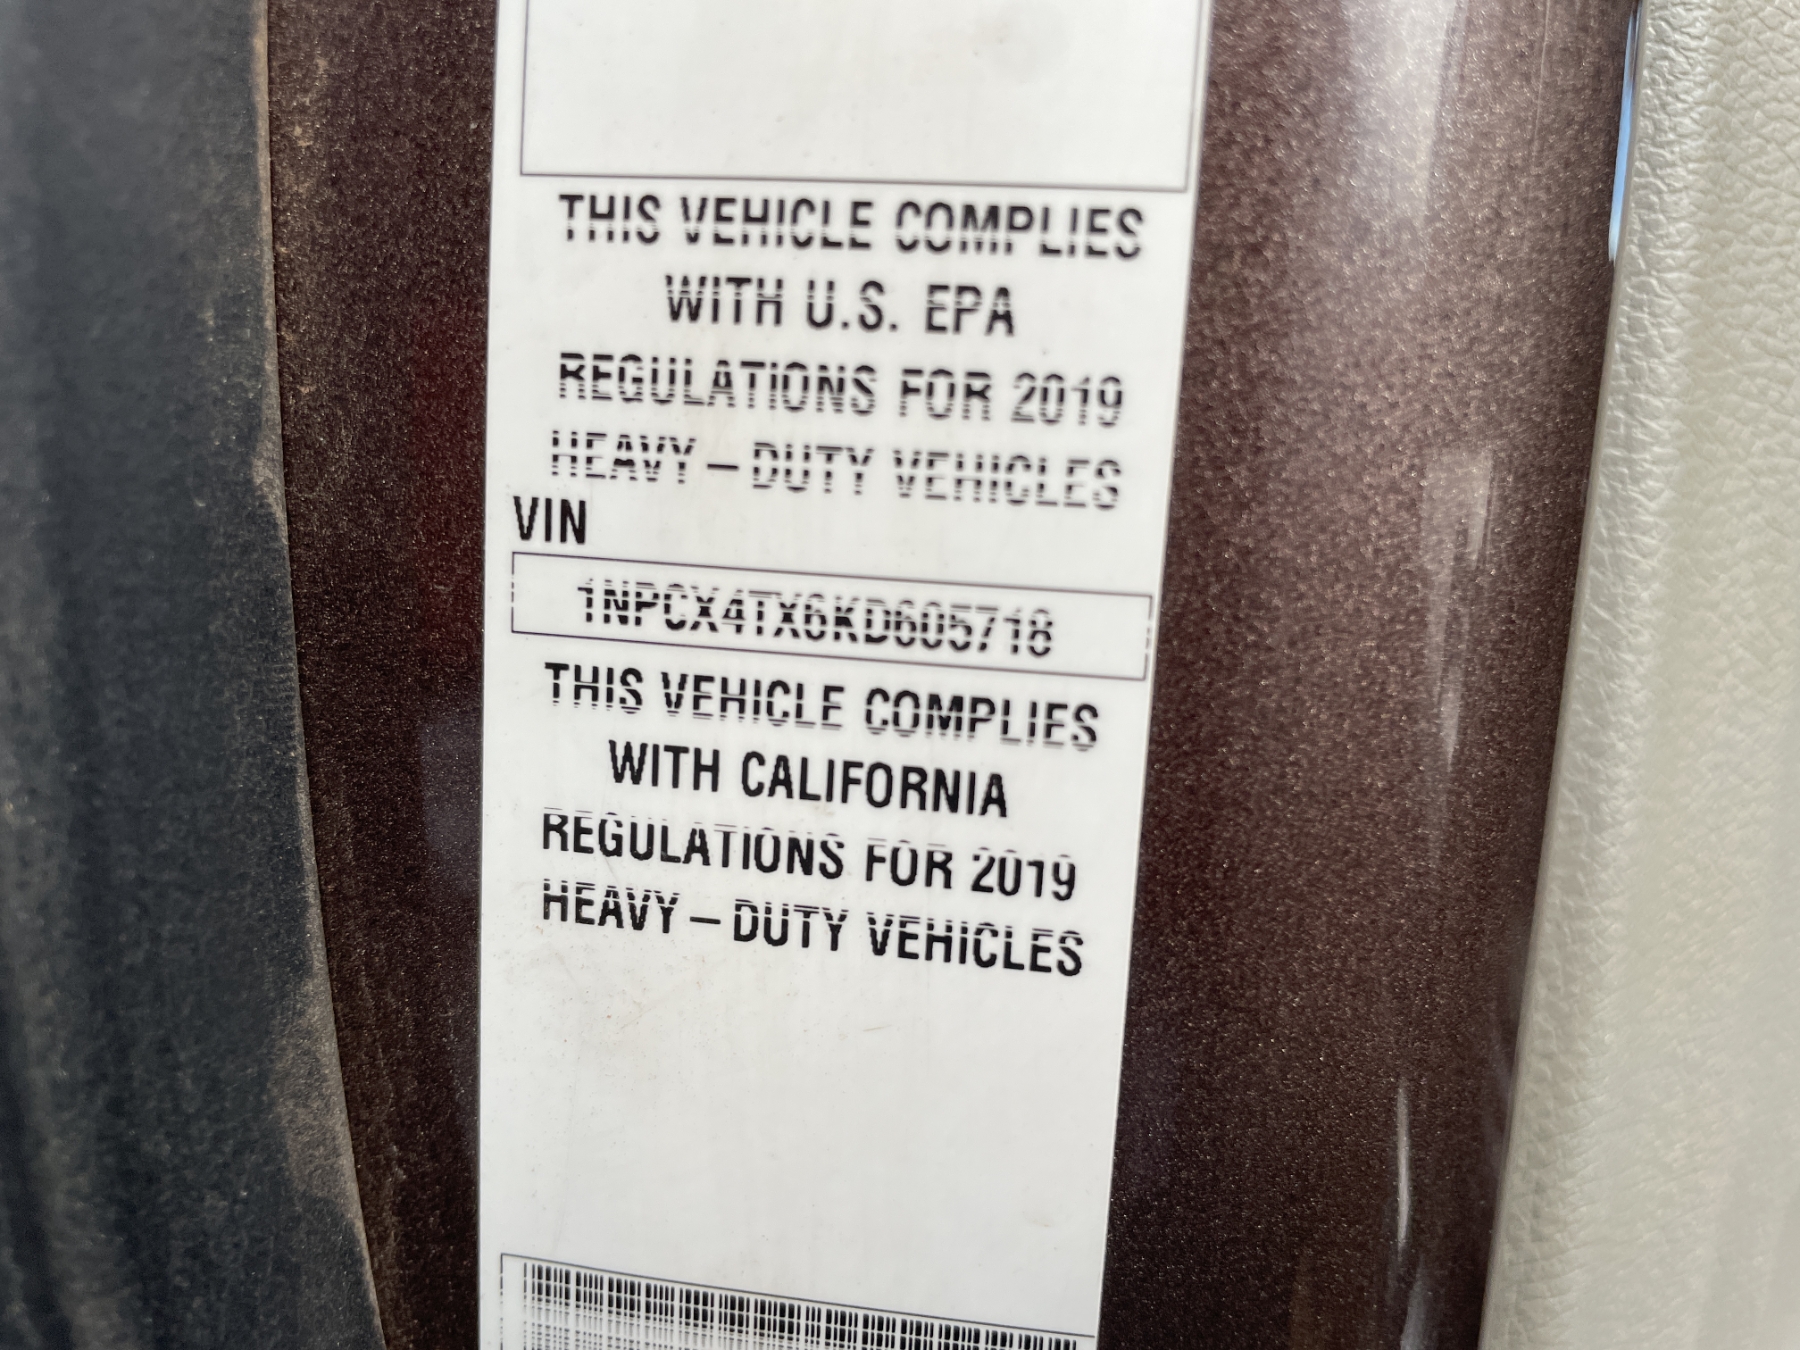 THIS VEHICLE COMPLIES
WITH U.S. EPA
REGULATIONS FOR 2019
HEAVY – DUTY VEHICLES
VIN
1NPCX4TX6KD605718
THIS VEHICLE COMPLIES
WITH CALIFORNIA
REGULATIONS FOR 2019
HEAVY – DUTY VEHICLES